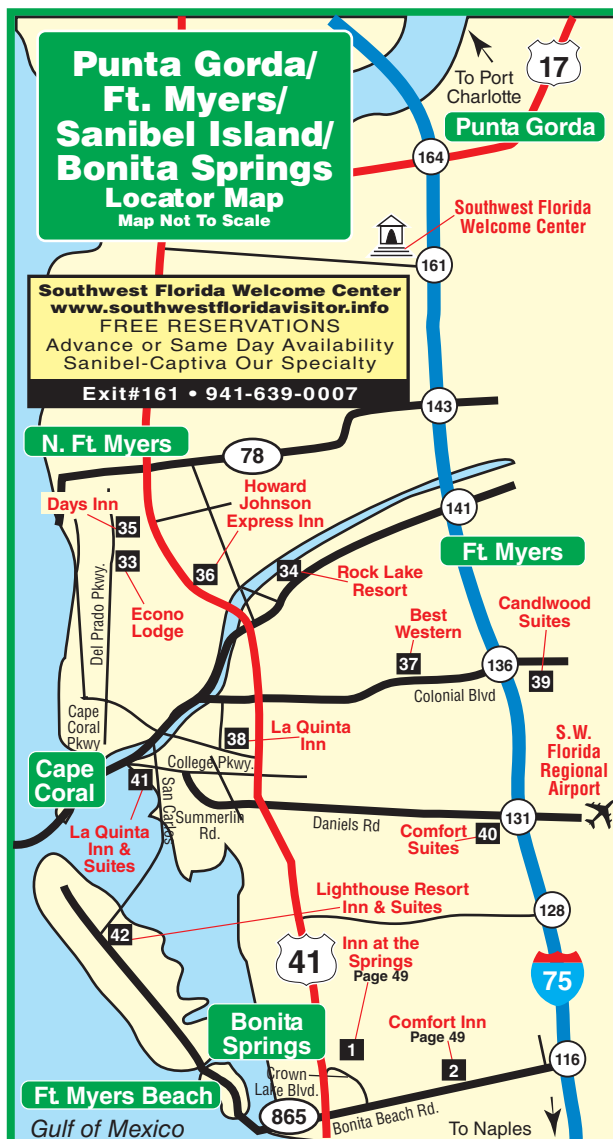 Punta Gorda/
Ft. Myers/
Sanibel Island/
Bonita Springs
Locator Map
Map Not To Scale
To Port
Charlotte
17
Punta Gorda
164
Southwest Florida
Welcome Center
161
Southwest Florida Welcome Center
www.southwestfloridavisitor.info
FREE RESERVATIONS
Advance or Same Day Availability
Sanibel-Captiva Our Specialty
Exit#161 • 941-639-0007
143
N. Ft. Myers
78
Days Inn
35
Howard
Johnson
Express Inn
141
Ft. Myers
33
36
34
Rock Lake
Resort
Econo
Lodge
Del Prado Pkwy.
Best
Western
37
Candlwood
Suites
136
39
Colonial Blvd
Cape
Coral
Pkwy
38
La Quinta
Inn
College Pkwy.
S.W.
Florida
Regional
Airport
Cape
Coral
41
San Carlos
Summerlin
Rd.
La Quinta
Inn &
Suites
Daniels Rd
Comfort
Suites
40
131
Lighthouse Resort
Inn & Suites
128
42
41
Inn at the
Springs
Page 49
75
Bonita
Springs
1
Comfort Inn
Page 49
2
116
Crown
Lake Blvd.
Ft. Myers Beach
865
Bonita Beach Rd.
Gulf of Mexico
To Naples